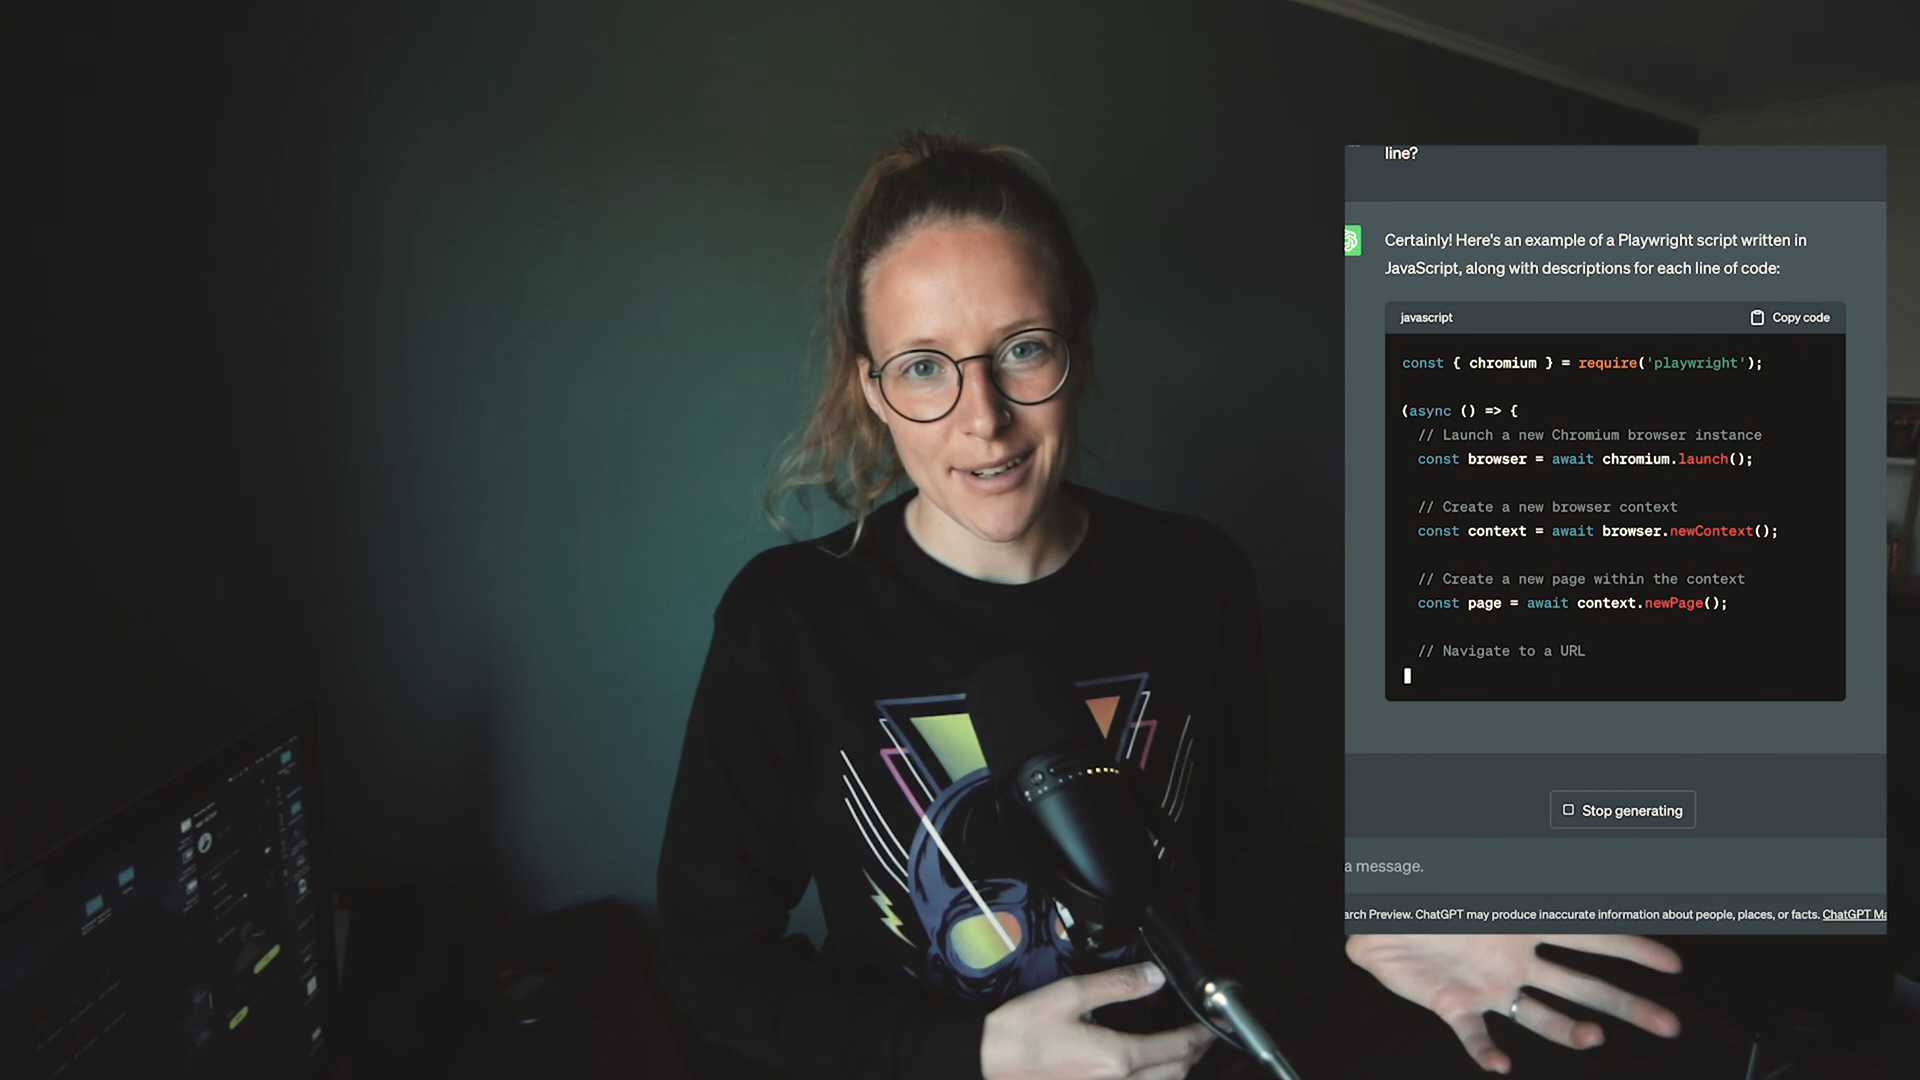 line?
Certainly! Here's an example of a Playwright script written in
JavaScript, along with descriptions for each line of code:
javascript Copy code
const { chromium } = require('playwright');
(async () => {
// Launch a new Chromium browser instance
const browser = await chromium.launch();
// Create a new browser context
const context = await browser.newContext();
// Create a new page within the context
const page = await context.newPage();
// Navigate to a URL
Stop generating
a message.
arch Preview. ChatGPT may produce inaccurate information about people, places, or facts. ChatGPT Ma